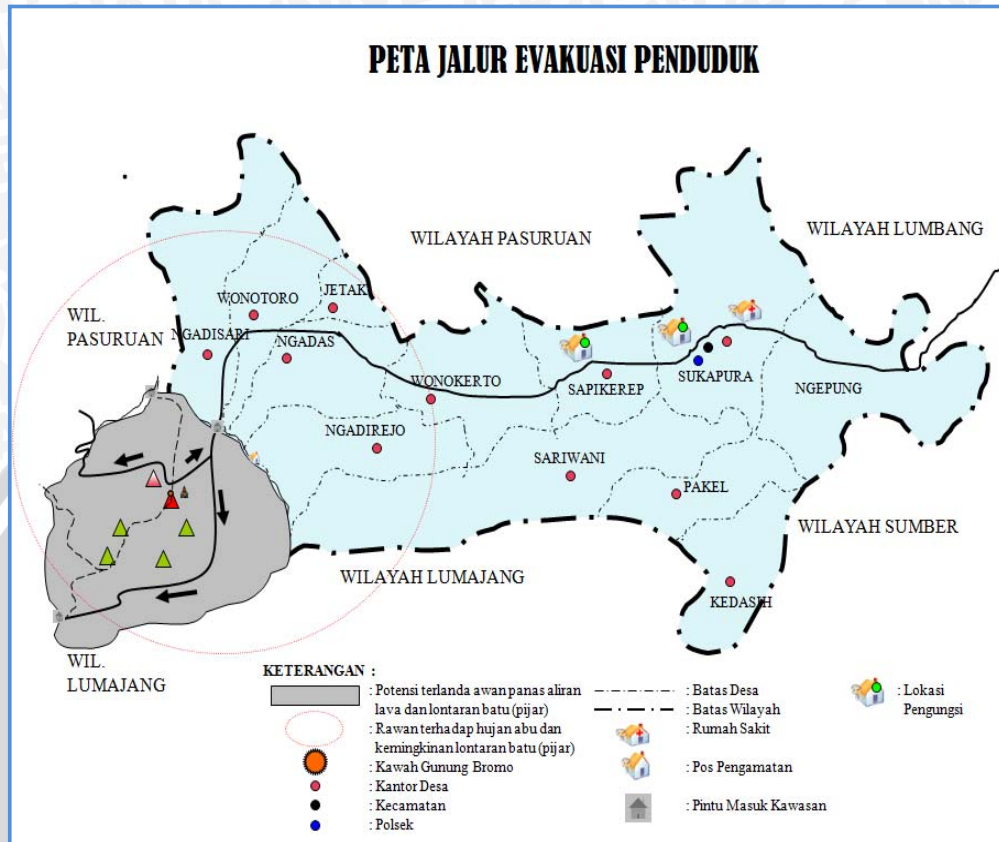 PETA JALUR EVAKUASI PENDUDUK
WILAYAH PASURUAN
WILAYAH LUMBANG
WIL.
PASURUAN
WONOTORO
JETAK
NGADISARI
NGADAS
WONOKERTO
SAPIKEREP
SUKAPURA
NGEPUNG
NGADIREJO
SARIWANI
PAKEL
WILAYAH SUMBER
WILAYAH LUMAJANG
KEDASIH
WIL.
LUMAJANG
KETERANGAN :
: Potensi terlanda awan panas aliran
lava dan lontaran batu (pijar)
: Rawan terhadap hujan abu dan
kemingkinan lontaran batu (pijar)
: Kawah Gunung Bromo
: Kantor Desa
: Kecamatan
: Polsek
: Batas Desa
: Batas Wilayah
: Rumah Sakit
: Pos Pengamatan
: Pintu Masuk Kawasan
: Lokasi
Pengungsi